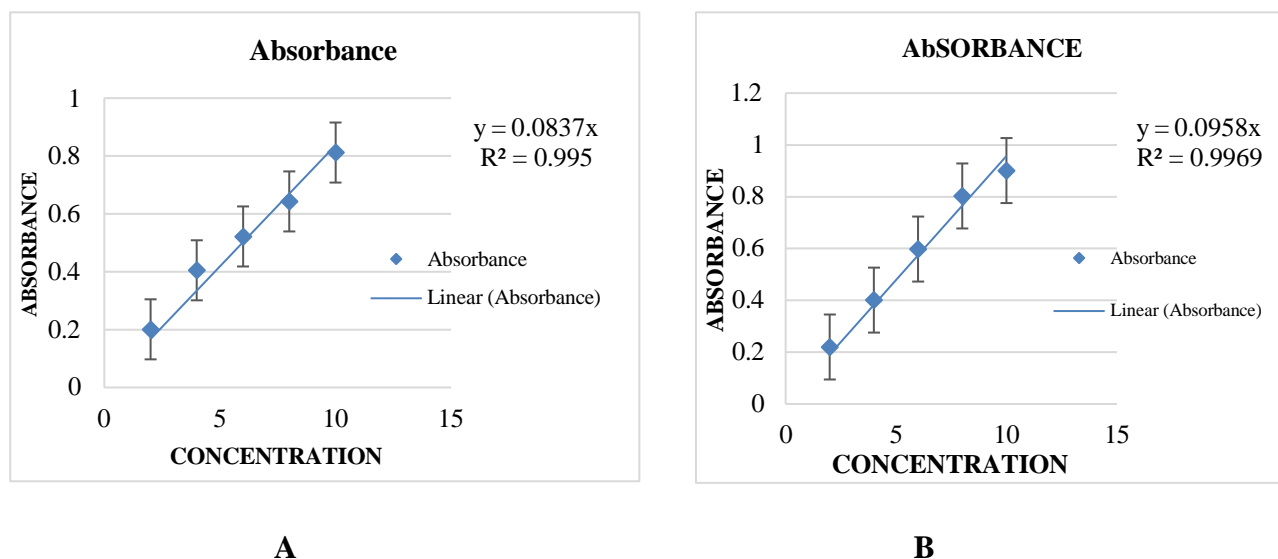 Absorbance
1
0.8
0.6
0.4
0.2
0
0
5
10
15
ABSORBANCE
CONCENTRATION
y = 0.0837x
R² = 0.995
Absorbance
Linear (Absorbance)
A
AbSORBANCE
1.2
1
0.8
0.6
0.4
0.2
0
0
5
10
15
ABSORBANCE
CONCENTRATION
y = 0.0958x
R² = 0.9969
Absorbance
Linear (Absorbance)
B